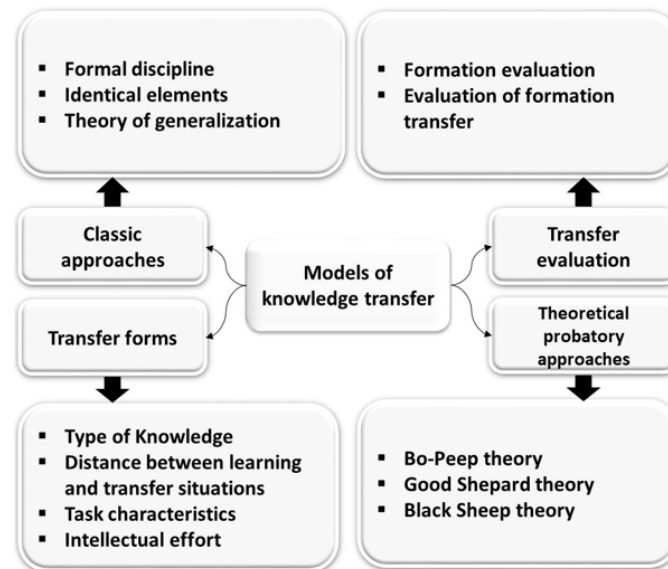 ▪ Formal discipline
▪ Identical elements
▪ Theory of generalization
▪ Formation evaluation
▪ Evaluation of formation
transfer
Classic
approaches
Models of
knowledge transfer
Transfer
evaluation
Transfer forms
Theoretical
probatory
approaches
▪ Type of Knowledge
▪ Distance between learning
and transfer situations
▪ Task characteristics
▪ Intellectual effort
▪ Bo-Peep theory
▪ Good Shepard theory
▪ Black Sheep theory